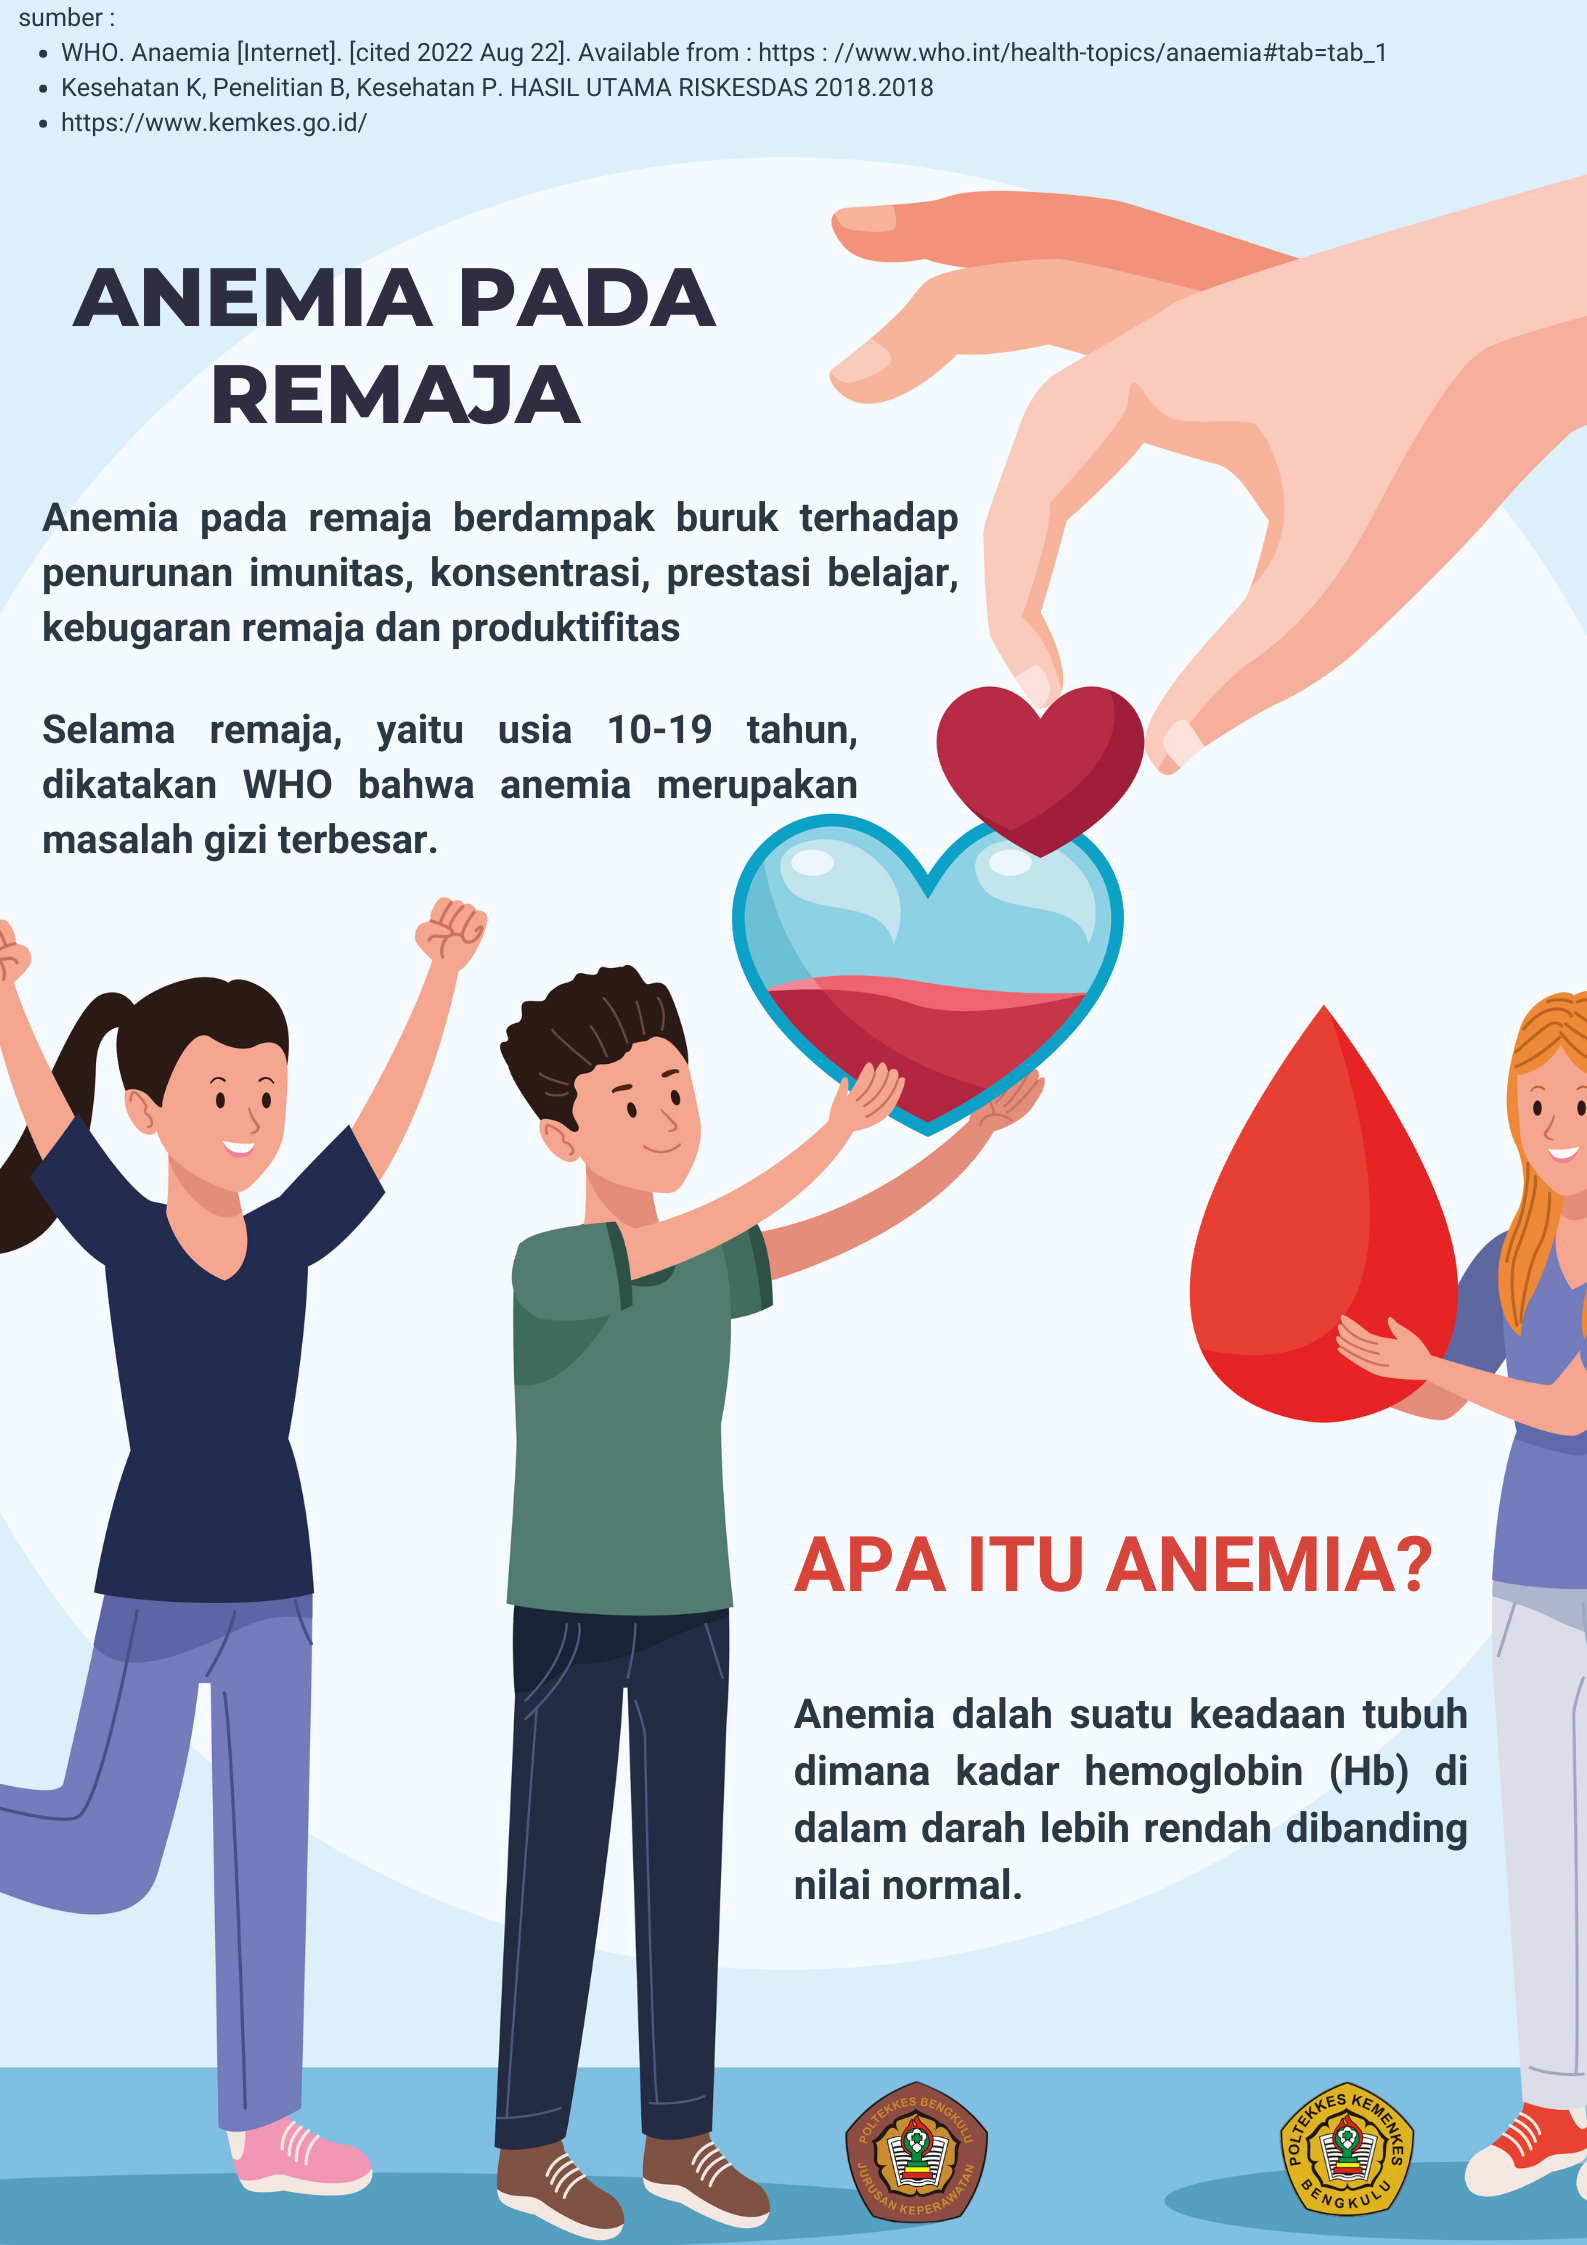 sumber :
• WHO. Anaemia [Internet]. [cited 2022 Aug 22]. Available from : https : //www.who.int/health-topics/anaemia#tab=tab_1
• Kesehatan K, Penelitian B, Kesehatan P. HASIL UTAMA RISKESDAS 2018.2018
• https://www.kemkes.go.id/
ANEMIA PADA
REMAJA
Anemia pada remaja berdampak buruk terhadap
penurunan imunitas, konsentrasi, prestasi belajar,
kebugaran remaja dan produktifitas
Selama remaja, yaitu usia 10-19 tahun,
dikatakan WHO bahwa anemia merupakan
masalah gizi terbesar.
APA ITU ANEMIA?
Anemia dalah suatu keadaan tubuh
dimana kadar hemoglobin (Hb) di
dalam darah lebih rendah dibanding
nilai normal.
POLTEKKES BENGKULU
JURUSAN KEPERAWATAN
POLTEKKES KEMENKES
BENGKULU